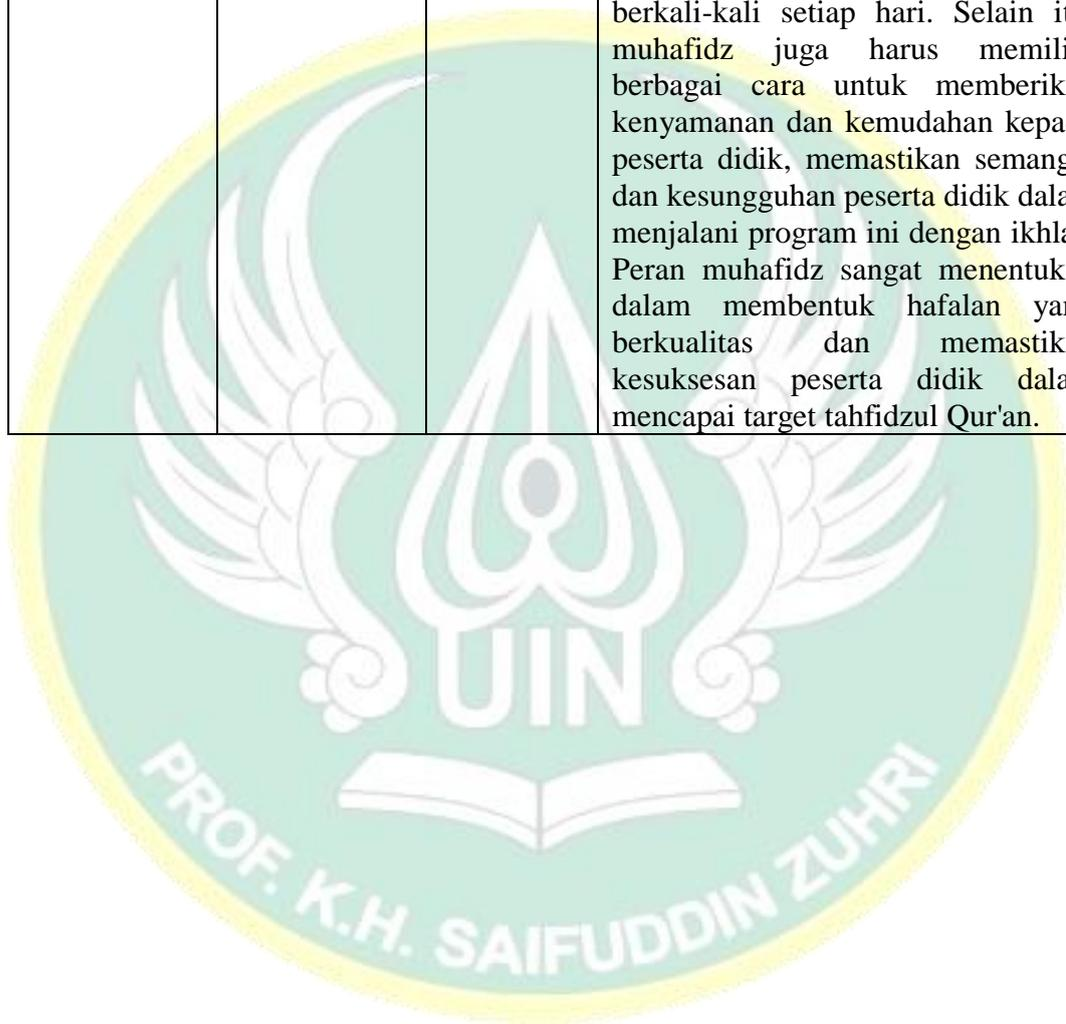 berkali-kali setiap hari. Selain it
muhafidz juga harus memili
berbagai cara untuk memberik
kenyamanan dan kemudahan kepa
peserta didik, memastikan semang
dan kesungguhan peserta didik dala
menjalani program ini dengan ikhla
Peran muhafidz sangat menentuk
dalam membentuk hafalan yan
berkualitas dan memastik
kesuksesan peserta didik dala
mencapai target tahfidzul Qur'an.
UIN
PROF. K.H. SAIFUDDIN ZUHRI